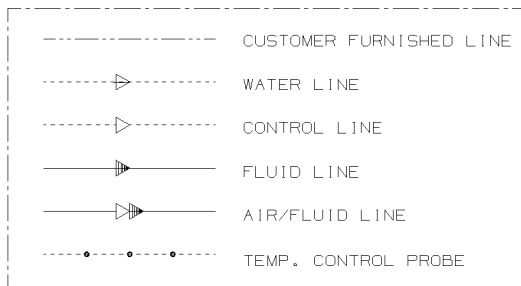 CUSTOMER FURNISHED LINE
WATER LINE
CONTROL LINE
FLUID LINE
AIR/FLUID LINE
TEMP. CONTROL PROBE